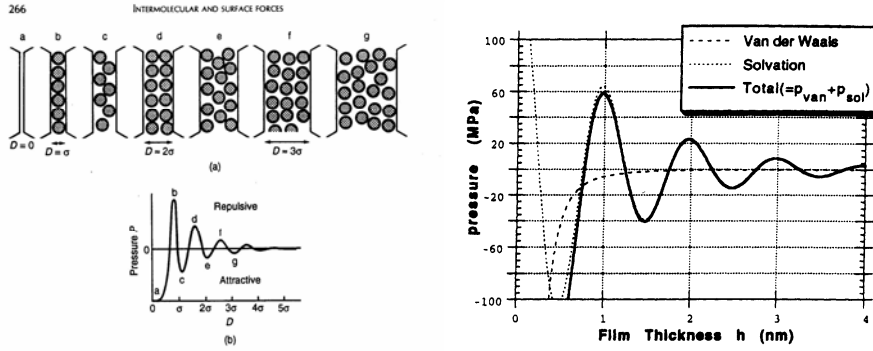 266
INTERMOLECULAR AND SURFACE FORCES
a b c d e f g
D = 0 D = σ D = 2σ D = 3σ
(a)
b
Repulsive
d
f
Pressure P
0
e g
c
Attractive
a
σ 2σ 3σ 4σ 5σ
D
(b)
Van der Waals
Solvation
Total(=p_van+p_sol)
pressure (MPa)
100
60
20
-20
-60
-100
0 1 2 3 4
Film Thickness h (nm)